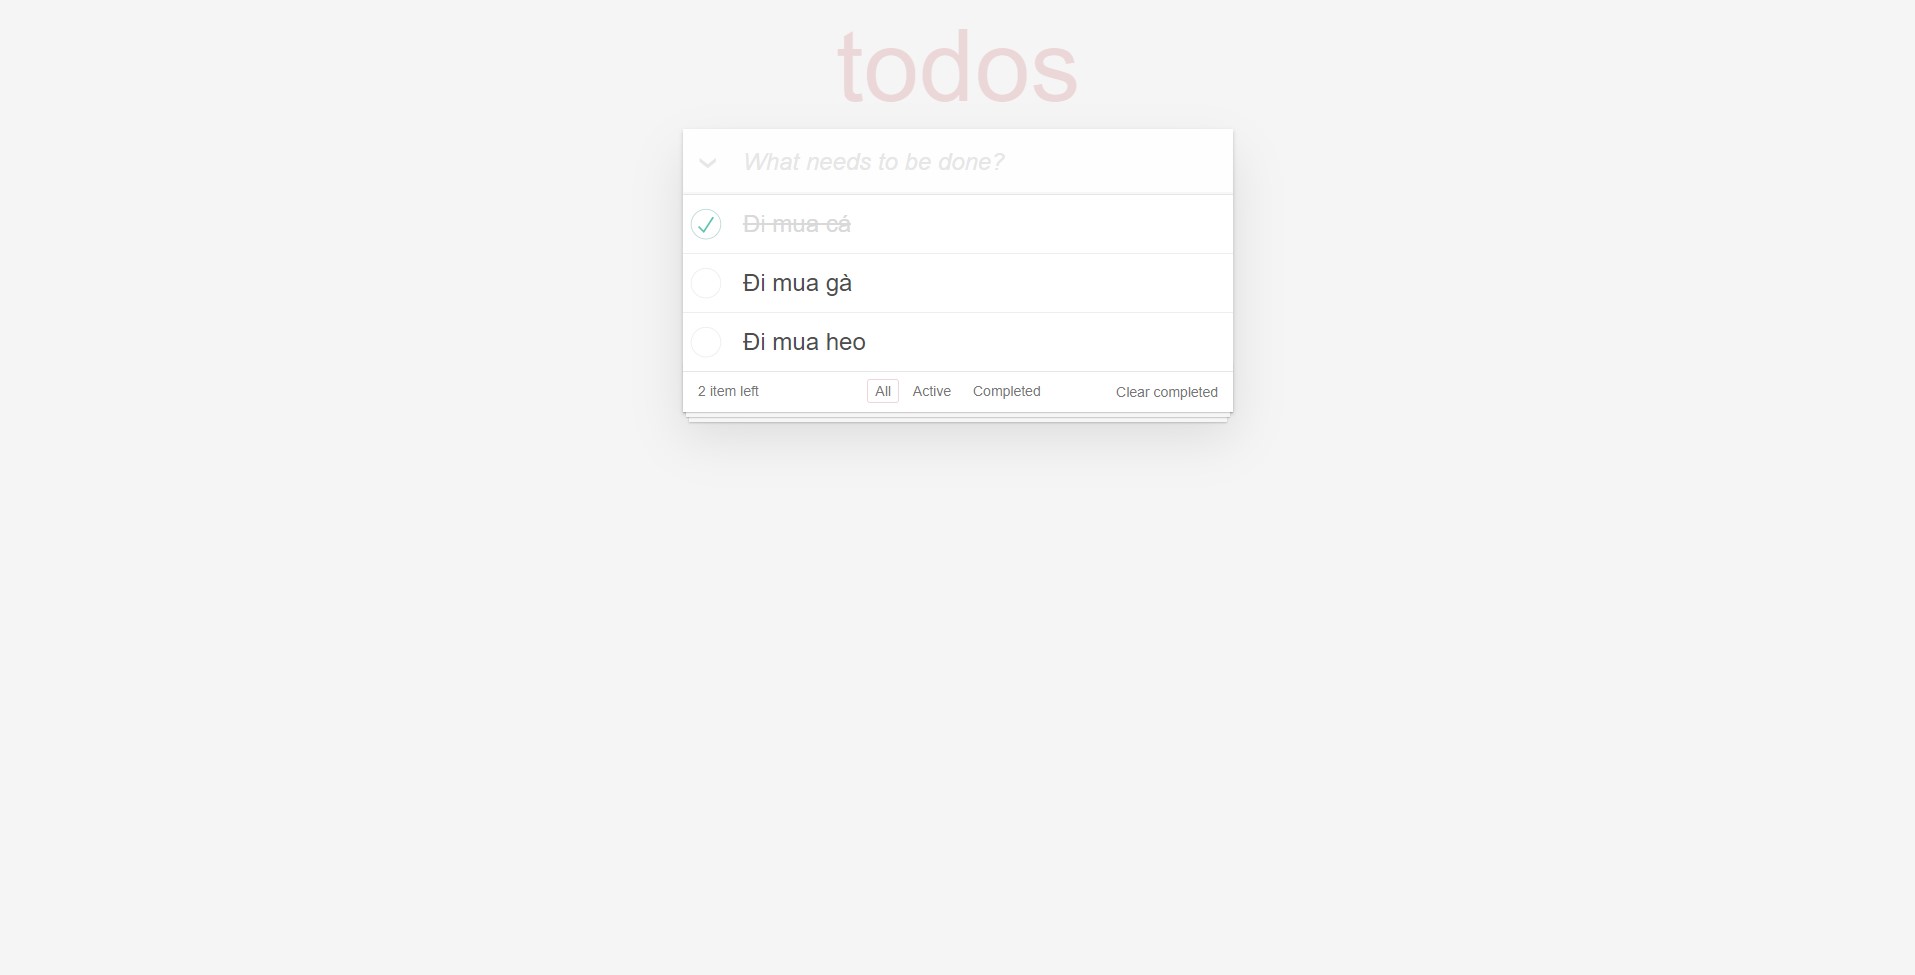 todos
What needs to be done?
Đi mua cá
Đi mua gà
Đi mua heo
2 item left All Active Completed Clear completed